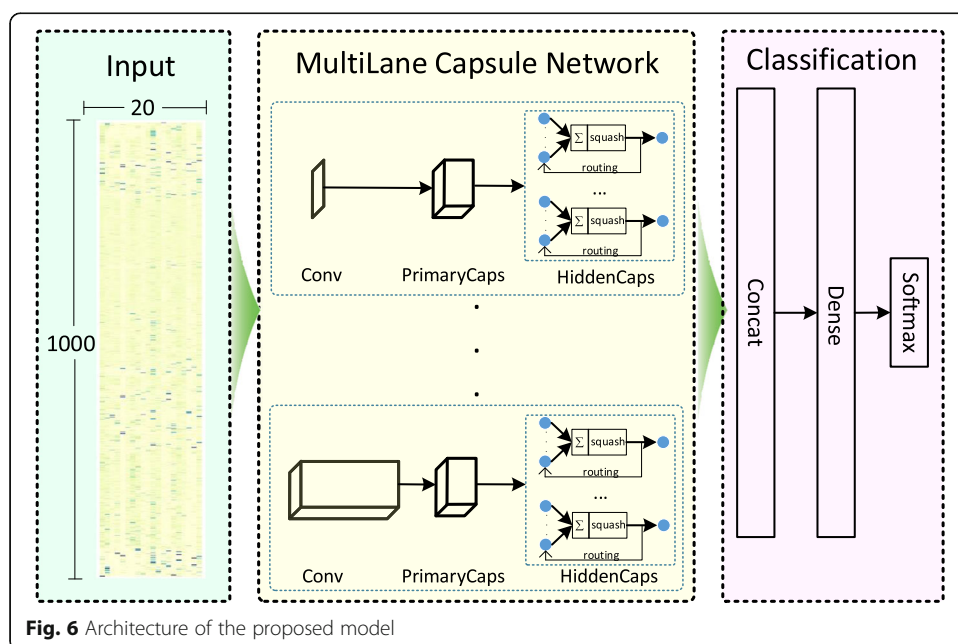 Input
20
1000
MultiLane Capsule Network
Σ squash
routing
...
Σ squash
routing
Conv
PrimaryCaps
HiddenCaps
.
.
.
Σ squash
routing
...
Σ squash
routing
Conv
PrimaryCaps
HiddenCaps
Classification
Concat
Dense
Softmax
Fig. 6 Architecture of the proposed model